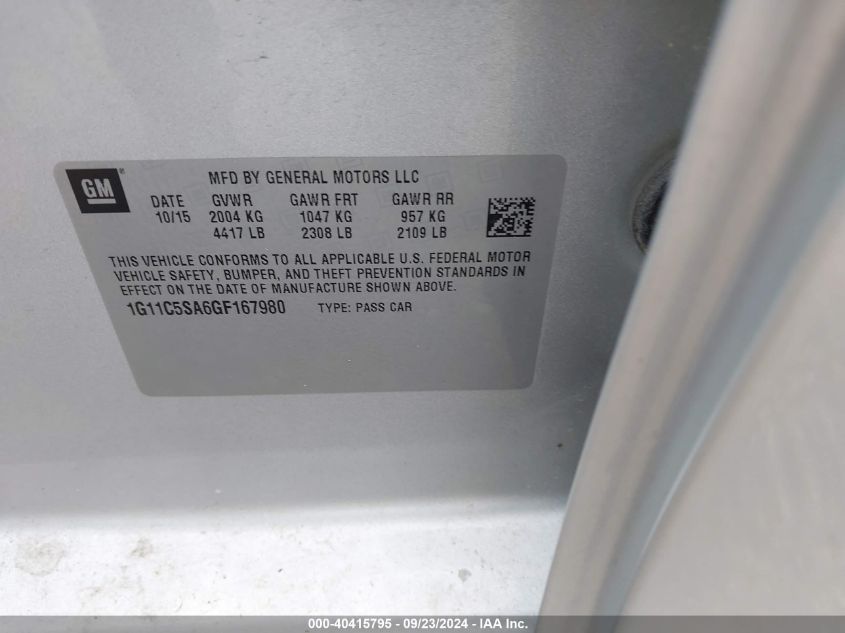 GM
®
MFD BY GENERAL MOTORS LLC
DATE GVWR GAWR FRT GAWR RR
10/15 2004 KG 1047 KG 957 KG
4417 LB 2308 LB 2109 LB
THIS VEHICLE CONFORMS TO ALL APPLICABLE U.S. FEDERAL MOTOR
VEHICLE SAFETY, BUMPER, AND THEFT PREVENTION STANDARDS IN
EFFECT ON THE DATE OF MANUFACTURE SHOWN ABOVE.
1G11C5SA6GF167980 TYPE: PASS CAR
000-40415795 - 09/23/2024 - IAA Inc.